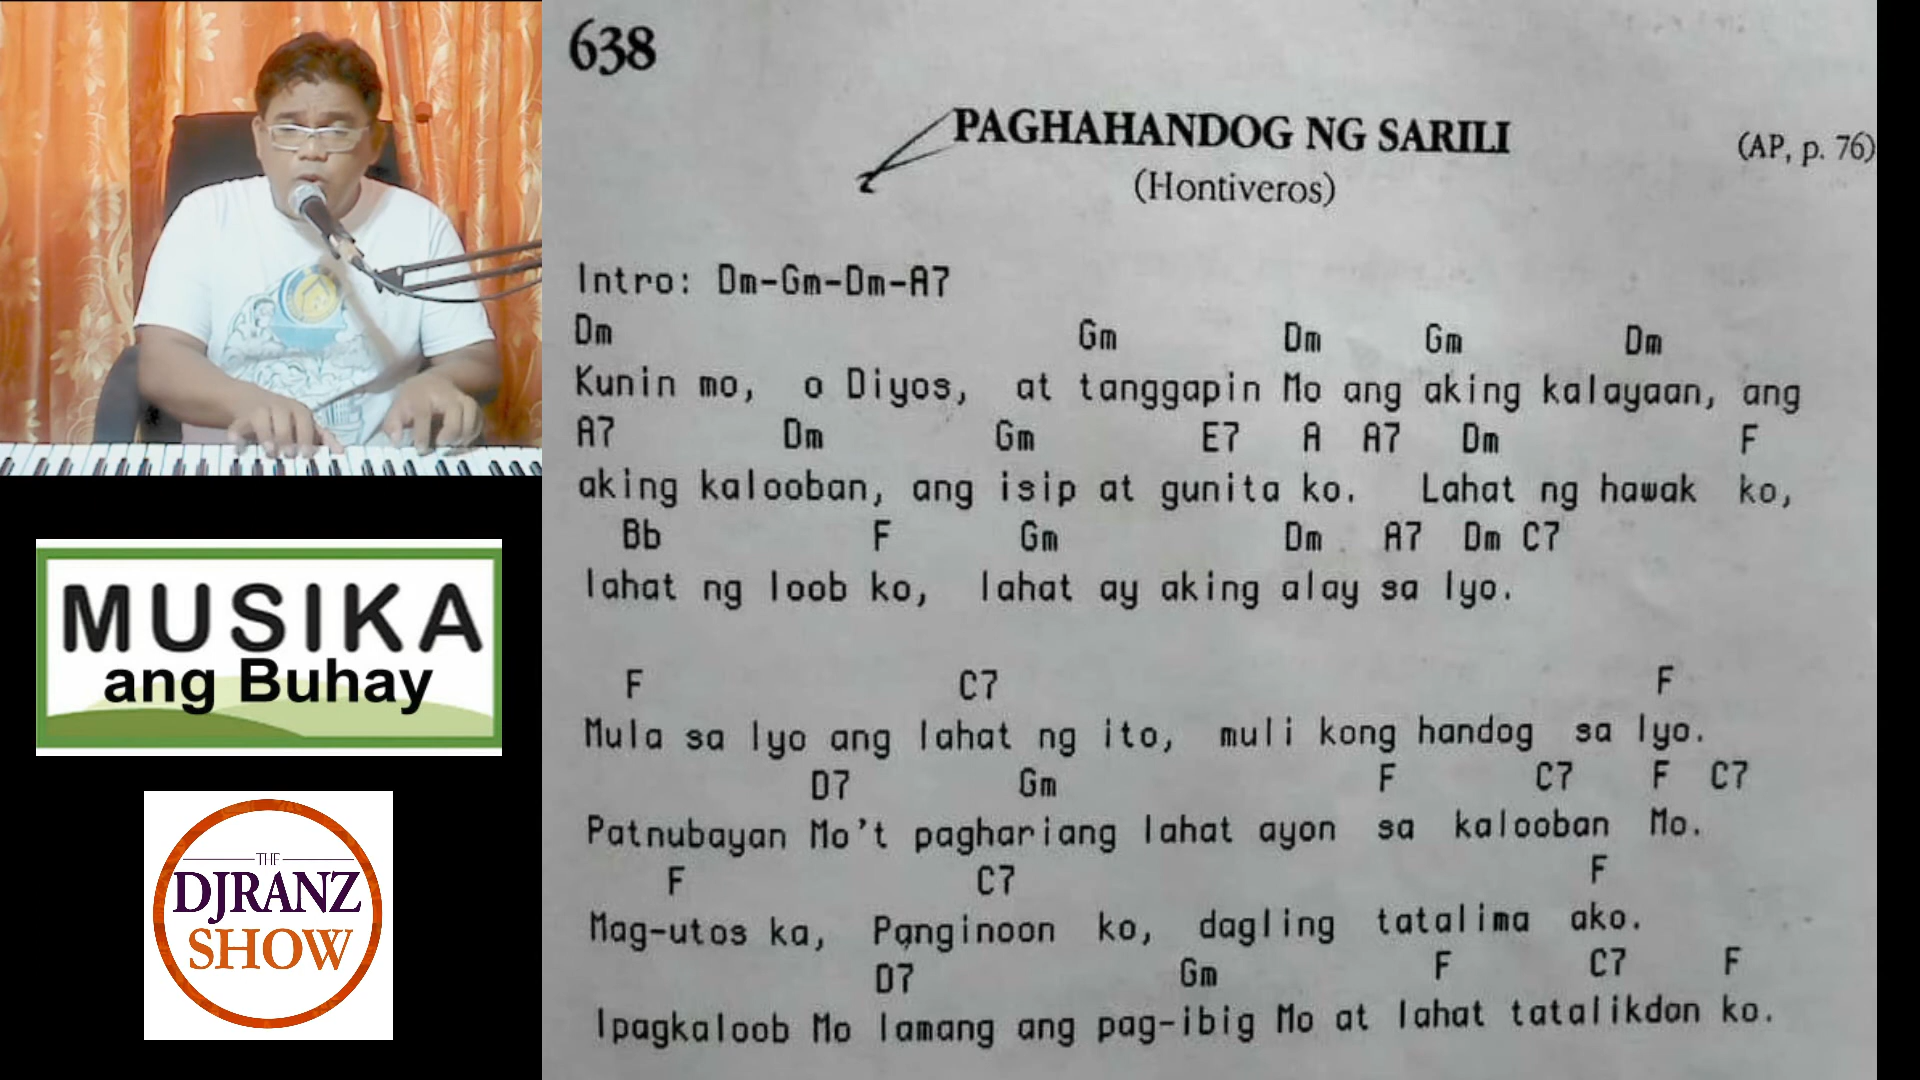 638
PAGHAHANDOG NG SARILI
(AP, p. 76)
(Hontiveros)
Intro: Dm-Gm-Dm-A7
Dm Gm Dm Gm Dm
Kunin mo, o Diyos, at tanggapin Mo ang aking kalayaan, ang
A7 Dm Gm E7 A A7 Dm F
aking kalooban, ang isip at gunita ko. Lahat ng hawak ko,
Bb F Gm Dm A7 Dm C7
lahat ng loob ko, lahat ay aking alay sa Iyo.
F C7 F
Mula sa Iyo ang lahat ng ito, muli kong handog sa Iyo.
D7 Gm F C7 F C7
Patnubayan Mo't paghariang lahat ayon sa kalooban Mo.
F C7 F
Mag-utos ka, Panginoon ko, dagling tatalima ako.
D7 Gm F C7 F
Ipagkaloob Mo lamang ang pag-ibig Mo at lahat tatalikdan ko.
MUSIKA
ang Buhay
THE
DJRANZ
SHOW